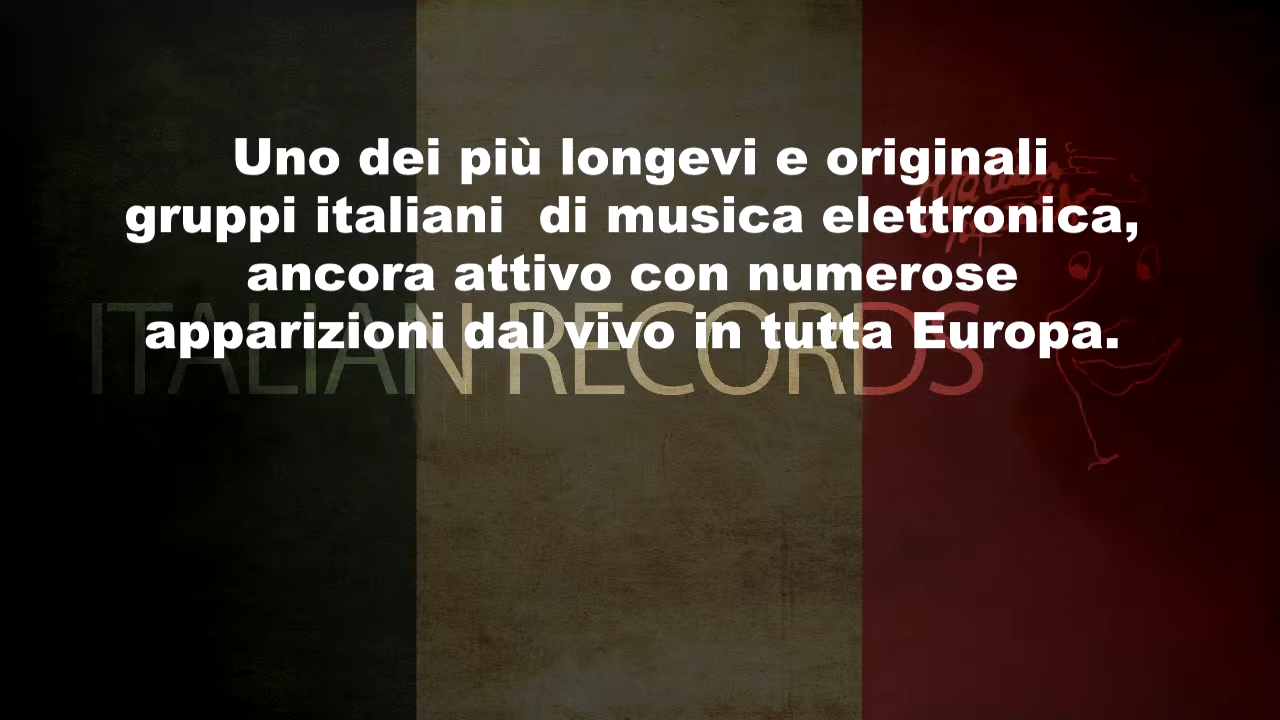 Uno dei più longevi e originali
gruppi italiani  di musica elettronica,
ancora attivo con numerose
apparizioni dal vivo in tutta Europa.
ITALIAN RECORDS